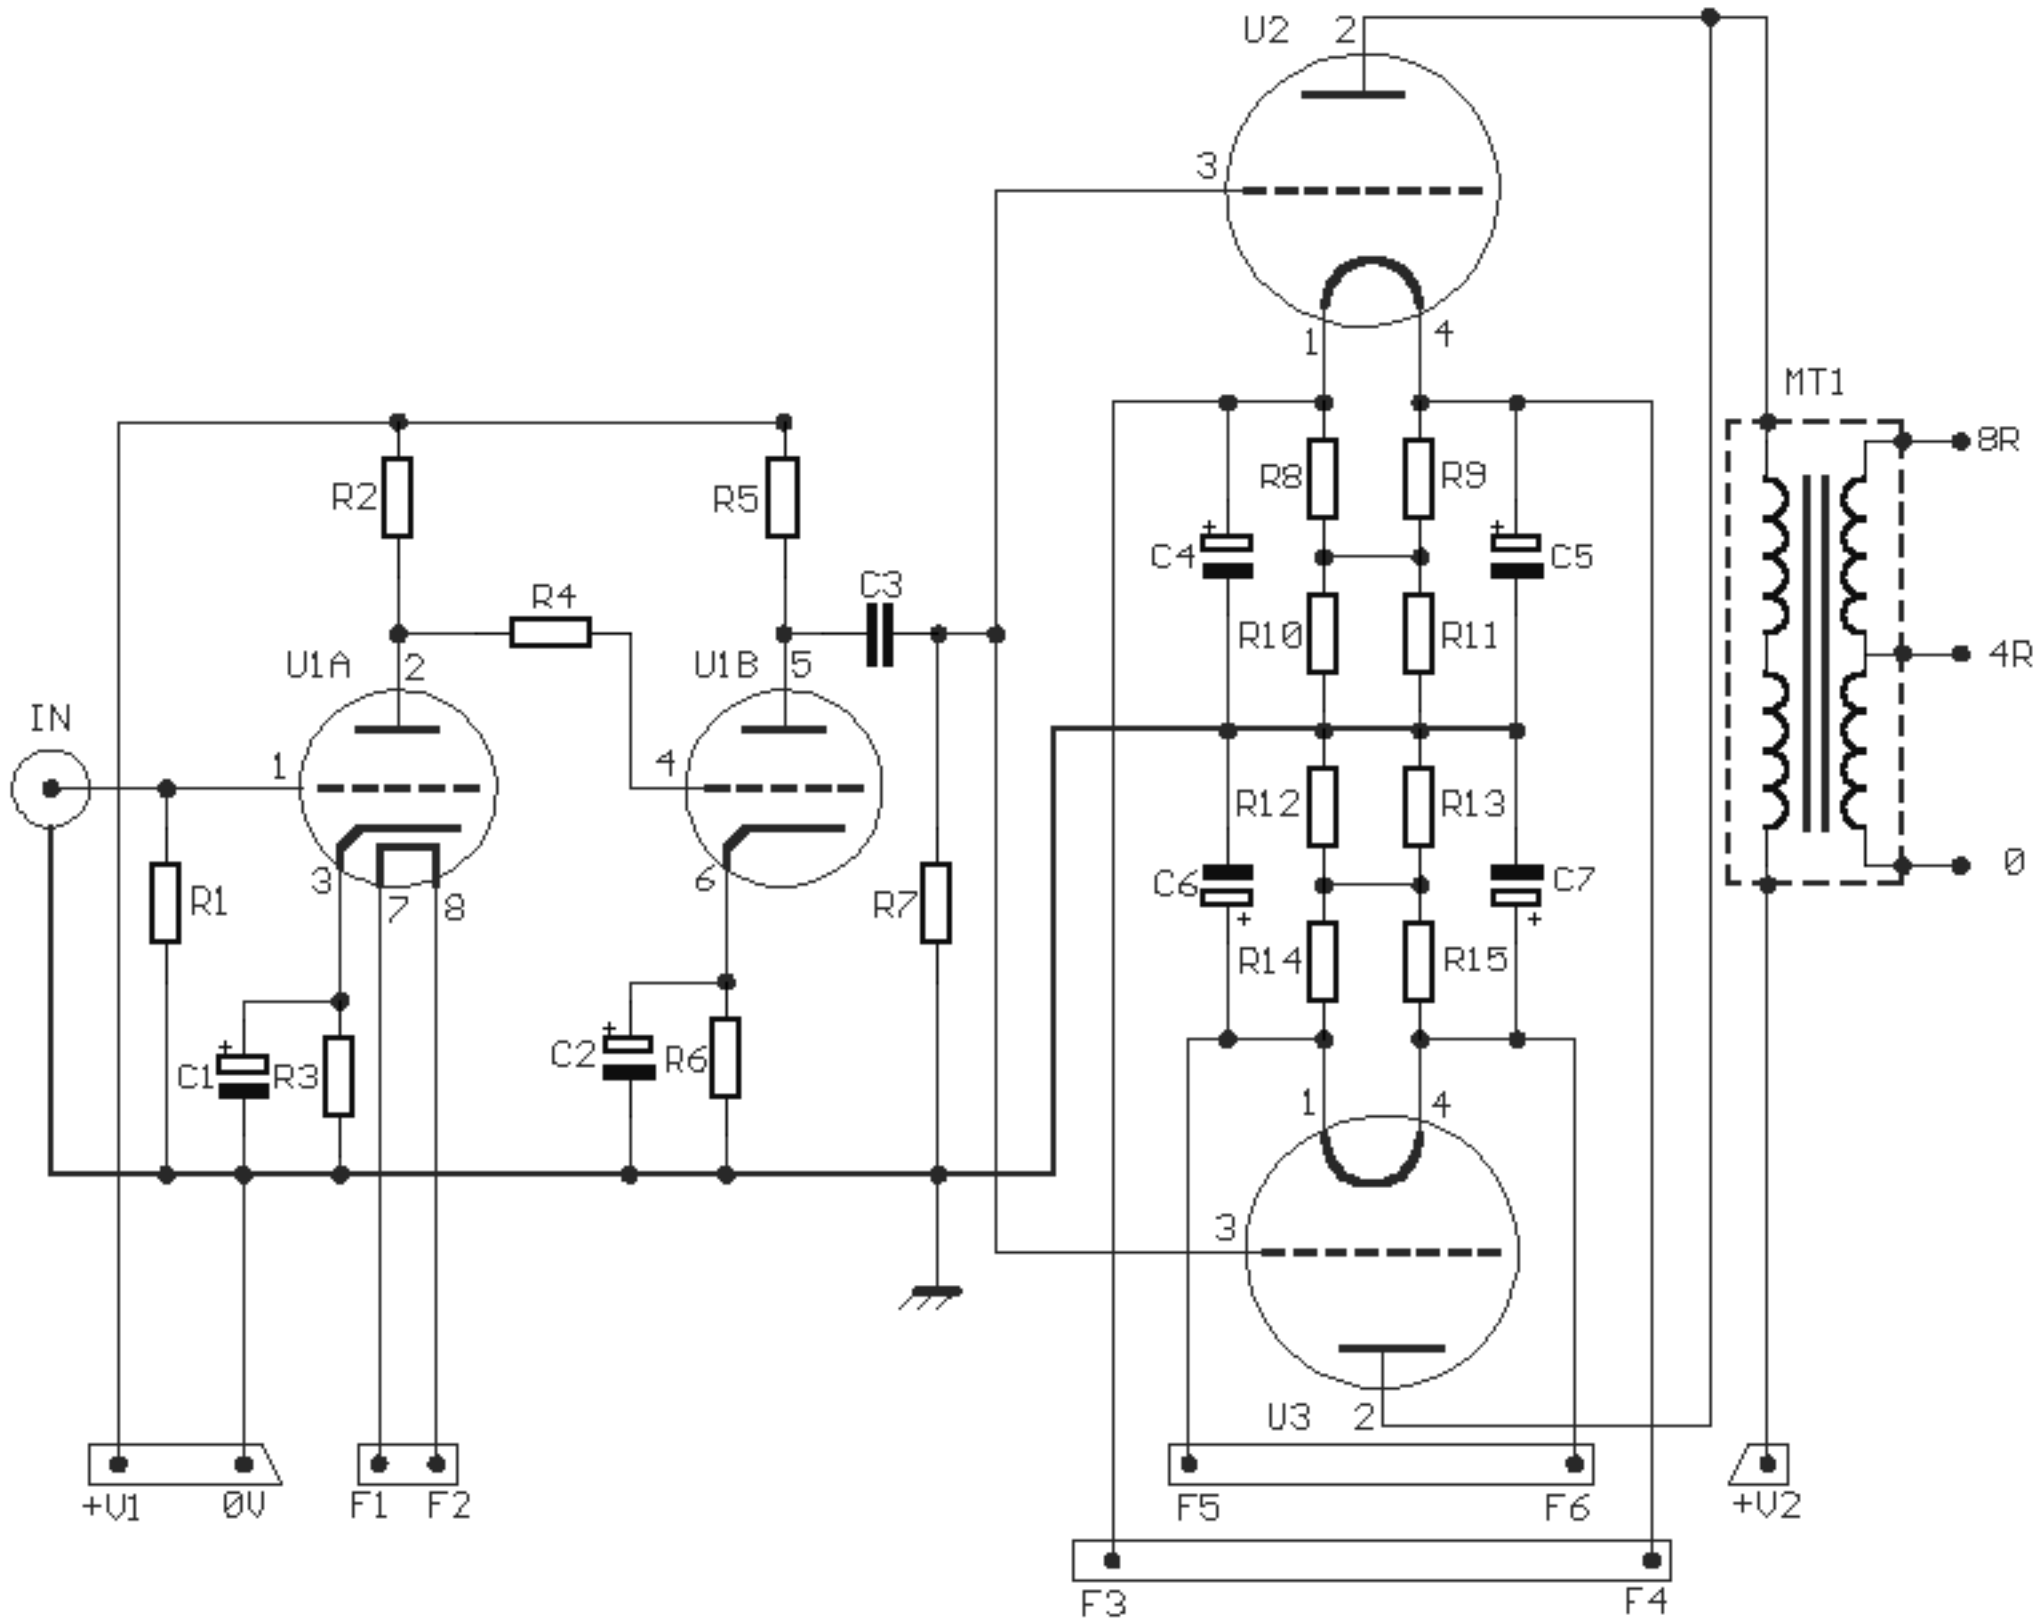 U2 2
3
1 4
MT1
8R
R2 R5 R8 R9
C4 C5
C3
R4
R10 R11
4R
U1A 2 U1B 5
IN
1 4
R12 R13
0
3 7 8 6
R1 R7
C6 C7
R14 R15
+ + + + + +
C1 R3 C2 R6
1 4
3
U3 2
+V1 0V F1 F2 F5 F6 +V2
F3 F4